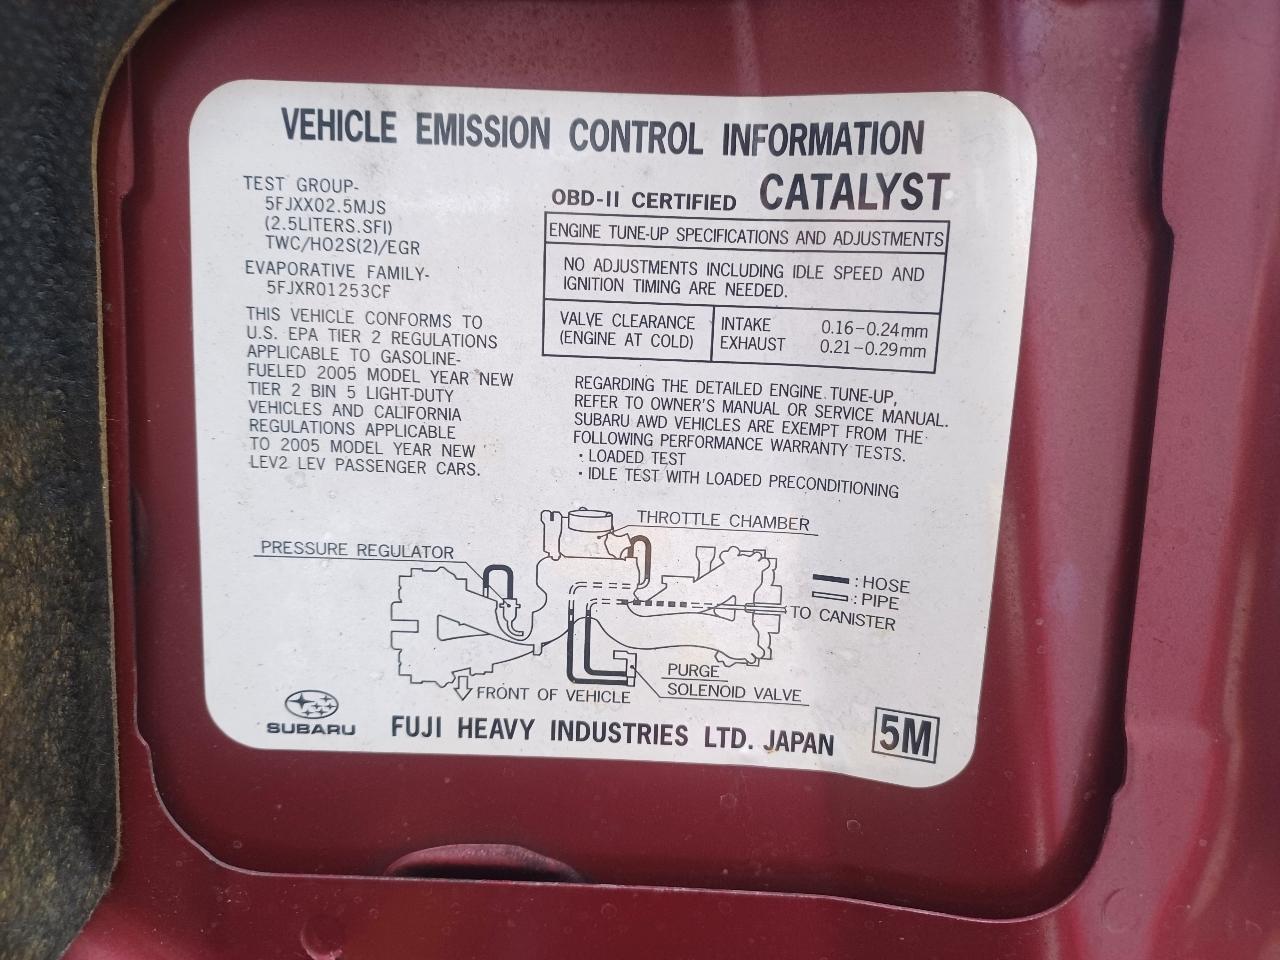 VEHICLE EMISSION CONTROL INFORMATION
TEST GROUP-
5FJXX02.5MJS
(2.5LITERS.SFI)
TWC/HO2S(2)/EGR
EVAPORATIVE FAMILY-
5FJXR01253CF
THIS VEHICLE CONFORMS TO
U.S. EPA TIER 2 REGULATIONS
APPLICABLE TO GASOLINE-
FUELED 2005 MODEL YEAR NEW
TIER 2 BIN 5 LIGHT-DUTY
VEHICLES AND CALIFORNIA
REGULATIONS APPLICABLE
TO 2005 MODEL YEAR NEW
LEV2 LEV PASSENGER CARS.
OBD-II CERTIFIED CATALYST
ENGINE TUNE-UP SPECIFICATIONS AND ADJUSTMENTS
NO ADJUSTMENTS INCLUDING IDLE SPEED AND
IGNITION TIMING ARE NEEDED.
VALVE CLEARANCE
(ENGINE AT COLD)
INTAKE 0.16-0.24mm
EXHAUST 0.21-0.29mm
REGARDING THE DETAILED ENGINE TUNE-UP,
REFER TO OWNER'S MANUAL OR SERVICE MANUAL.
SUBARU AWD VEHICLES ARE EXEMPT FROM THE
FOLLOWING PERFORMANCE WARRANTY TESTS.
· LOADED TEST
· IDLE TEST WITH LOADED PRECONDITIONING
THROTTLE CHAMBER
PRESSURE REGULATOR
: HOSE
: PIPE
TO CANISTER
PURGE
SOLENOID VALVE
FRONT OF VEHICLE
SUBARU
FUJI HEAVY INDUSTRIES LTD. JAPAN
5M